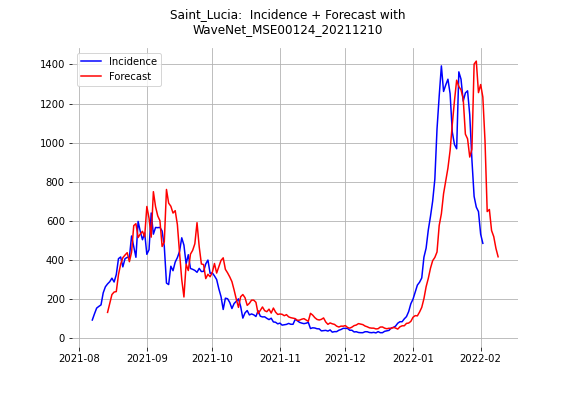 Saint_Lucia:  Incidence + Forecast with
WaveNet_MSE00124_20211210
Incidence
Forecast
1400
1200
1000
800
600
400
200
0
2021-08 2021-09 2021-10 2021-11 2021-12 2022-01 2022-02